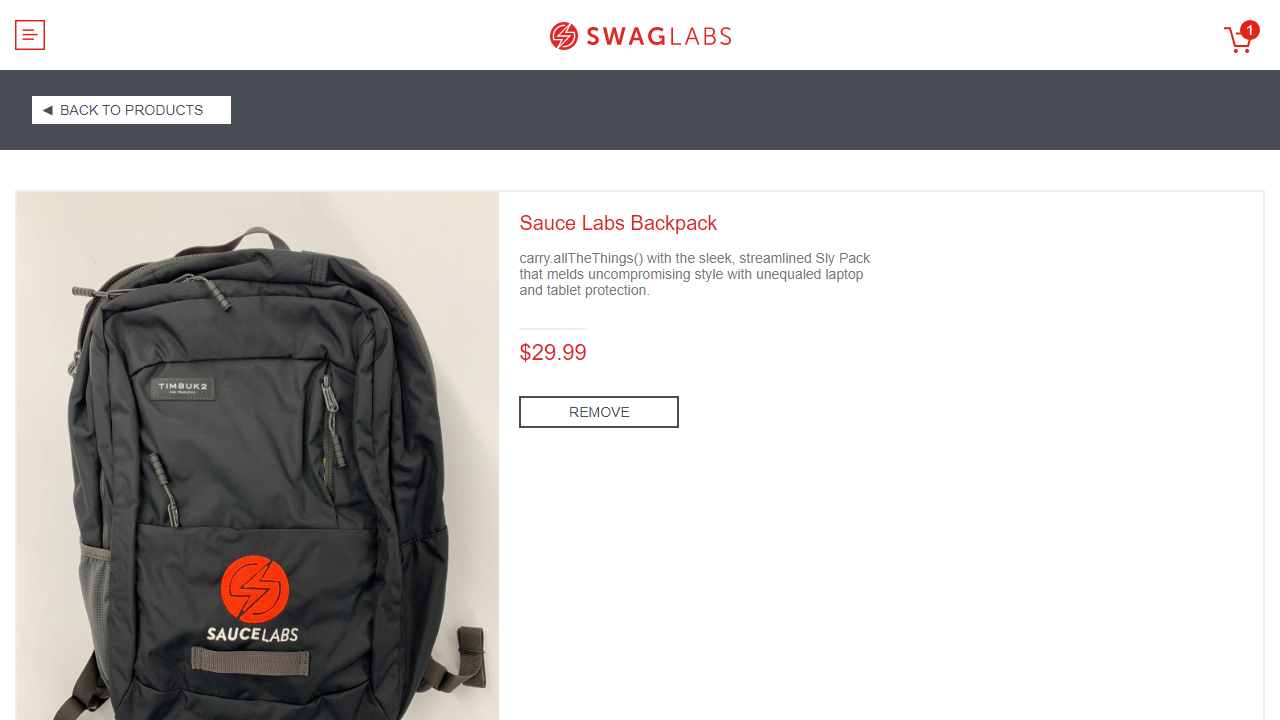 SWAGLABS
1
BACK TO PRODUCTS
Sauce Labs Backpack
carry.allTheThings() with the sleek, streamlined Sly Pack
that melds uncompromising style with unequaled laptop
and tablet protection.
$29.99
REMOVE
TIMBUK2
SAUCELABS